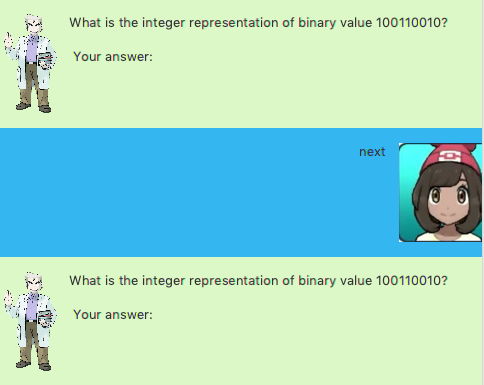 What is the integer representation of binary value 100110010?
Your answer:
next
What is the integer representation of binary value 100110010?
Your answer: